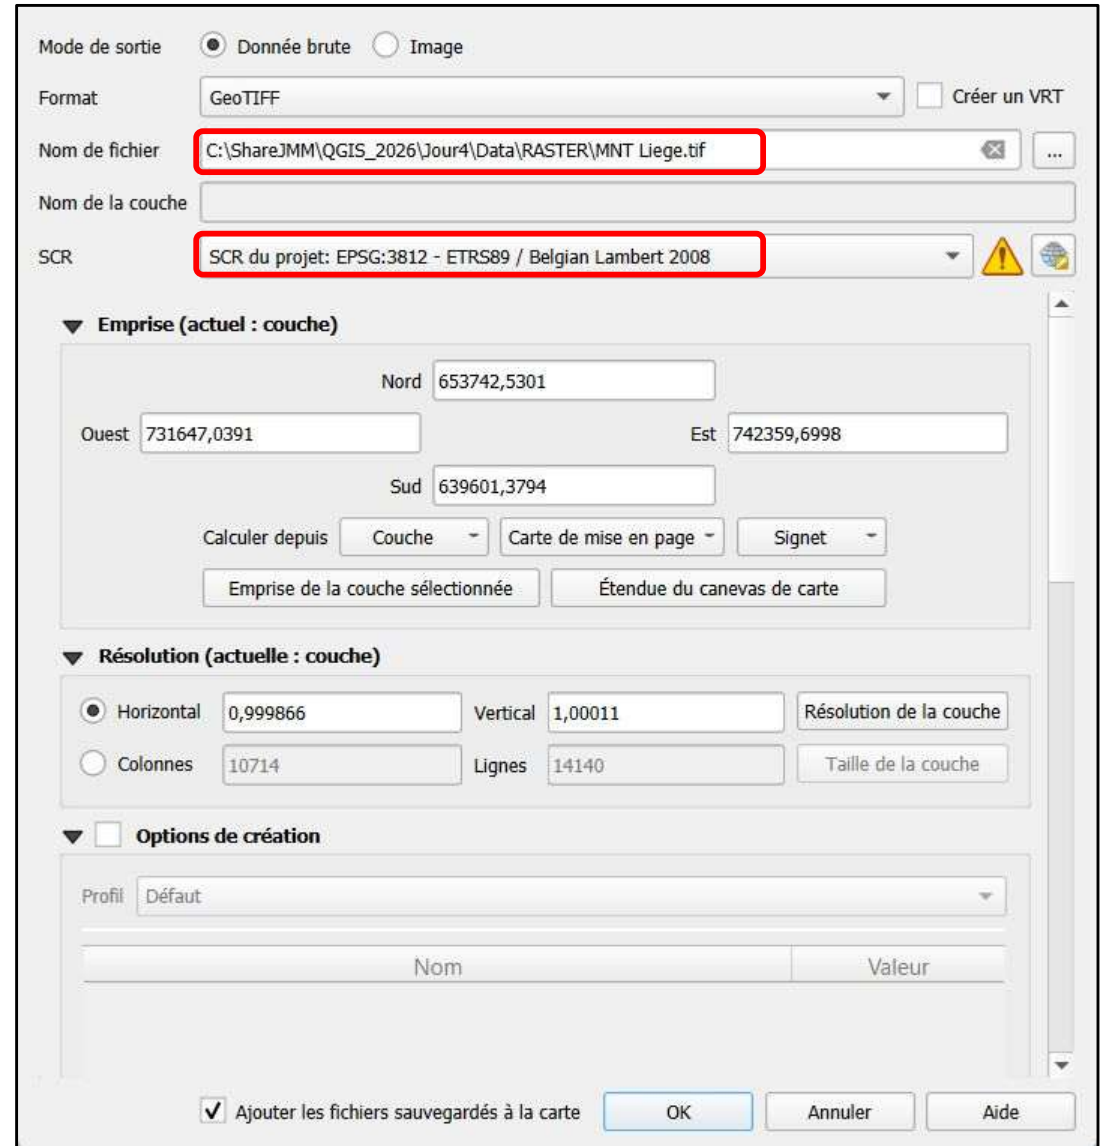 Mode de sortie Donnée brute Image
Format GeoTIFF Créer un VRT
Nom de fichier C:\ShareJMM\QGIS_2026\Jour4\Data\RASTER\MNT Liege.tif ...
Nom de la couche
SCR SCR du projet: EPSG:3812 - ETRS89 / Belgian Lambert 2008
Emprise (actuel : couche)
Nord 653742,5301
Ouest 731647,0391 Est 742359,6998
Sud 639601,3794
Calculer depuis Couche Carte de mise en page Signet
Emprise de la couche sélectionnée Étendue du canevas de carte
Résolution (actuelle : couche)
Horizontal 0,999866 Vertical 1,00011 Résolution de la couche
Colonnes 10714 Lignes 14140 Taille de la couche
Options de création
Profil Défaut
Nom Valeur
Ajouter les fichiers sauvegardés à la carte OK Annuler Aide